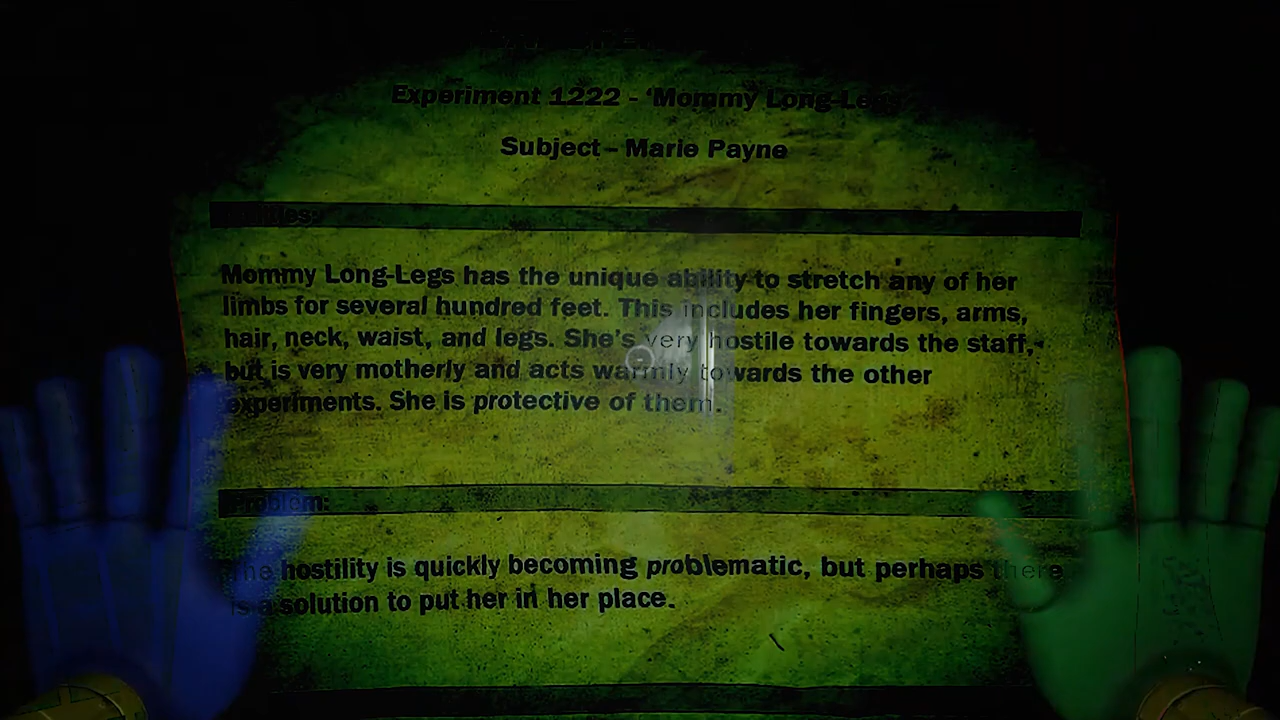 Experiment 1222 - 'Mommy Long-Legs
Subject - Marie Payne
Mommy Long-Legs has the unique ability to stretch any of her
limbs for several hundred feet. This includes her fingers, arms,
hair, neck, waist, and legs. She's very hostile towards the staff,
but is very motherly and acts warmly towards the other
experiments. She is protective of them.
Problem:
The hostility is quickly becoming problematic, but perhaps there
is a solution to put her in her place.